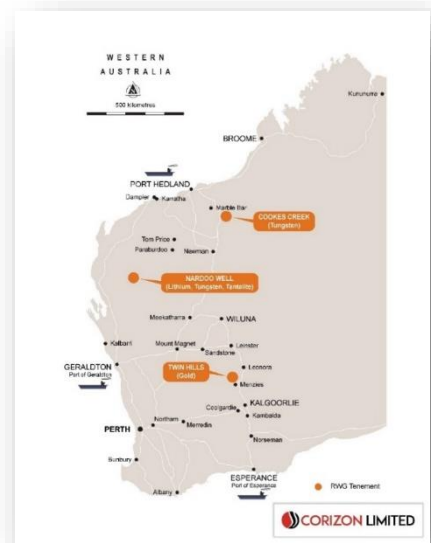 WESTERN
AUSTRALIA
500 kilometres
Kununurra
BROOME
PORT HEDLAND
Dampier
Karratha
Marble Bar
COOKES CREEK
(Tungsten)
Tom Price
Paraburdoo
Newman
NARDOO WELL
(Lithium, Tungsten, Tantalite)
Meekatharra
WILUNA
Kalbarri
Mount Magnet
Sandstone
Leinster
GERALDTON
Port of Geraldton
TWIN HILLS
(Gold)
Leonora
Menzies
Coolgardie
KALGOORLIE
Kambalda
PERTH
Northam
Merredin
Norseman
Bunbury
ESPERANCE
Port of Esperance
Albany
RWG Tenement
CORIZON LIMITED